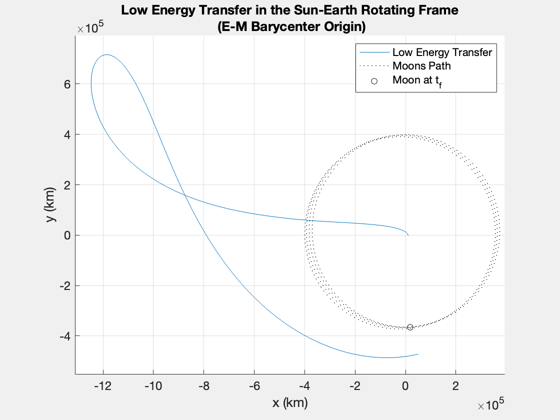 Low Energy Transfer in the Sun-Earth Rotating Frame
(E-M Barycenter Origin)
×10⁵
Low Energy Transfer
Moons Path
Moon at t_f
6
4
2
0
-2
-4
y (km)
-12 -10 -8 -6 -4 -2 0 2
x (km)
×10⁵